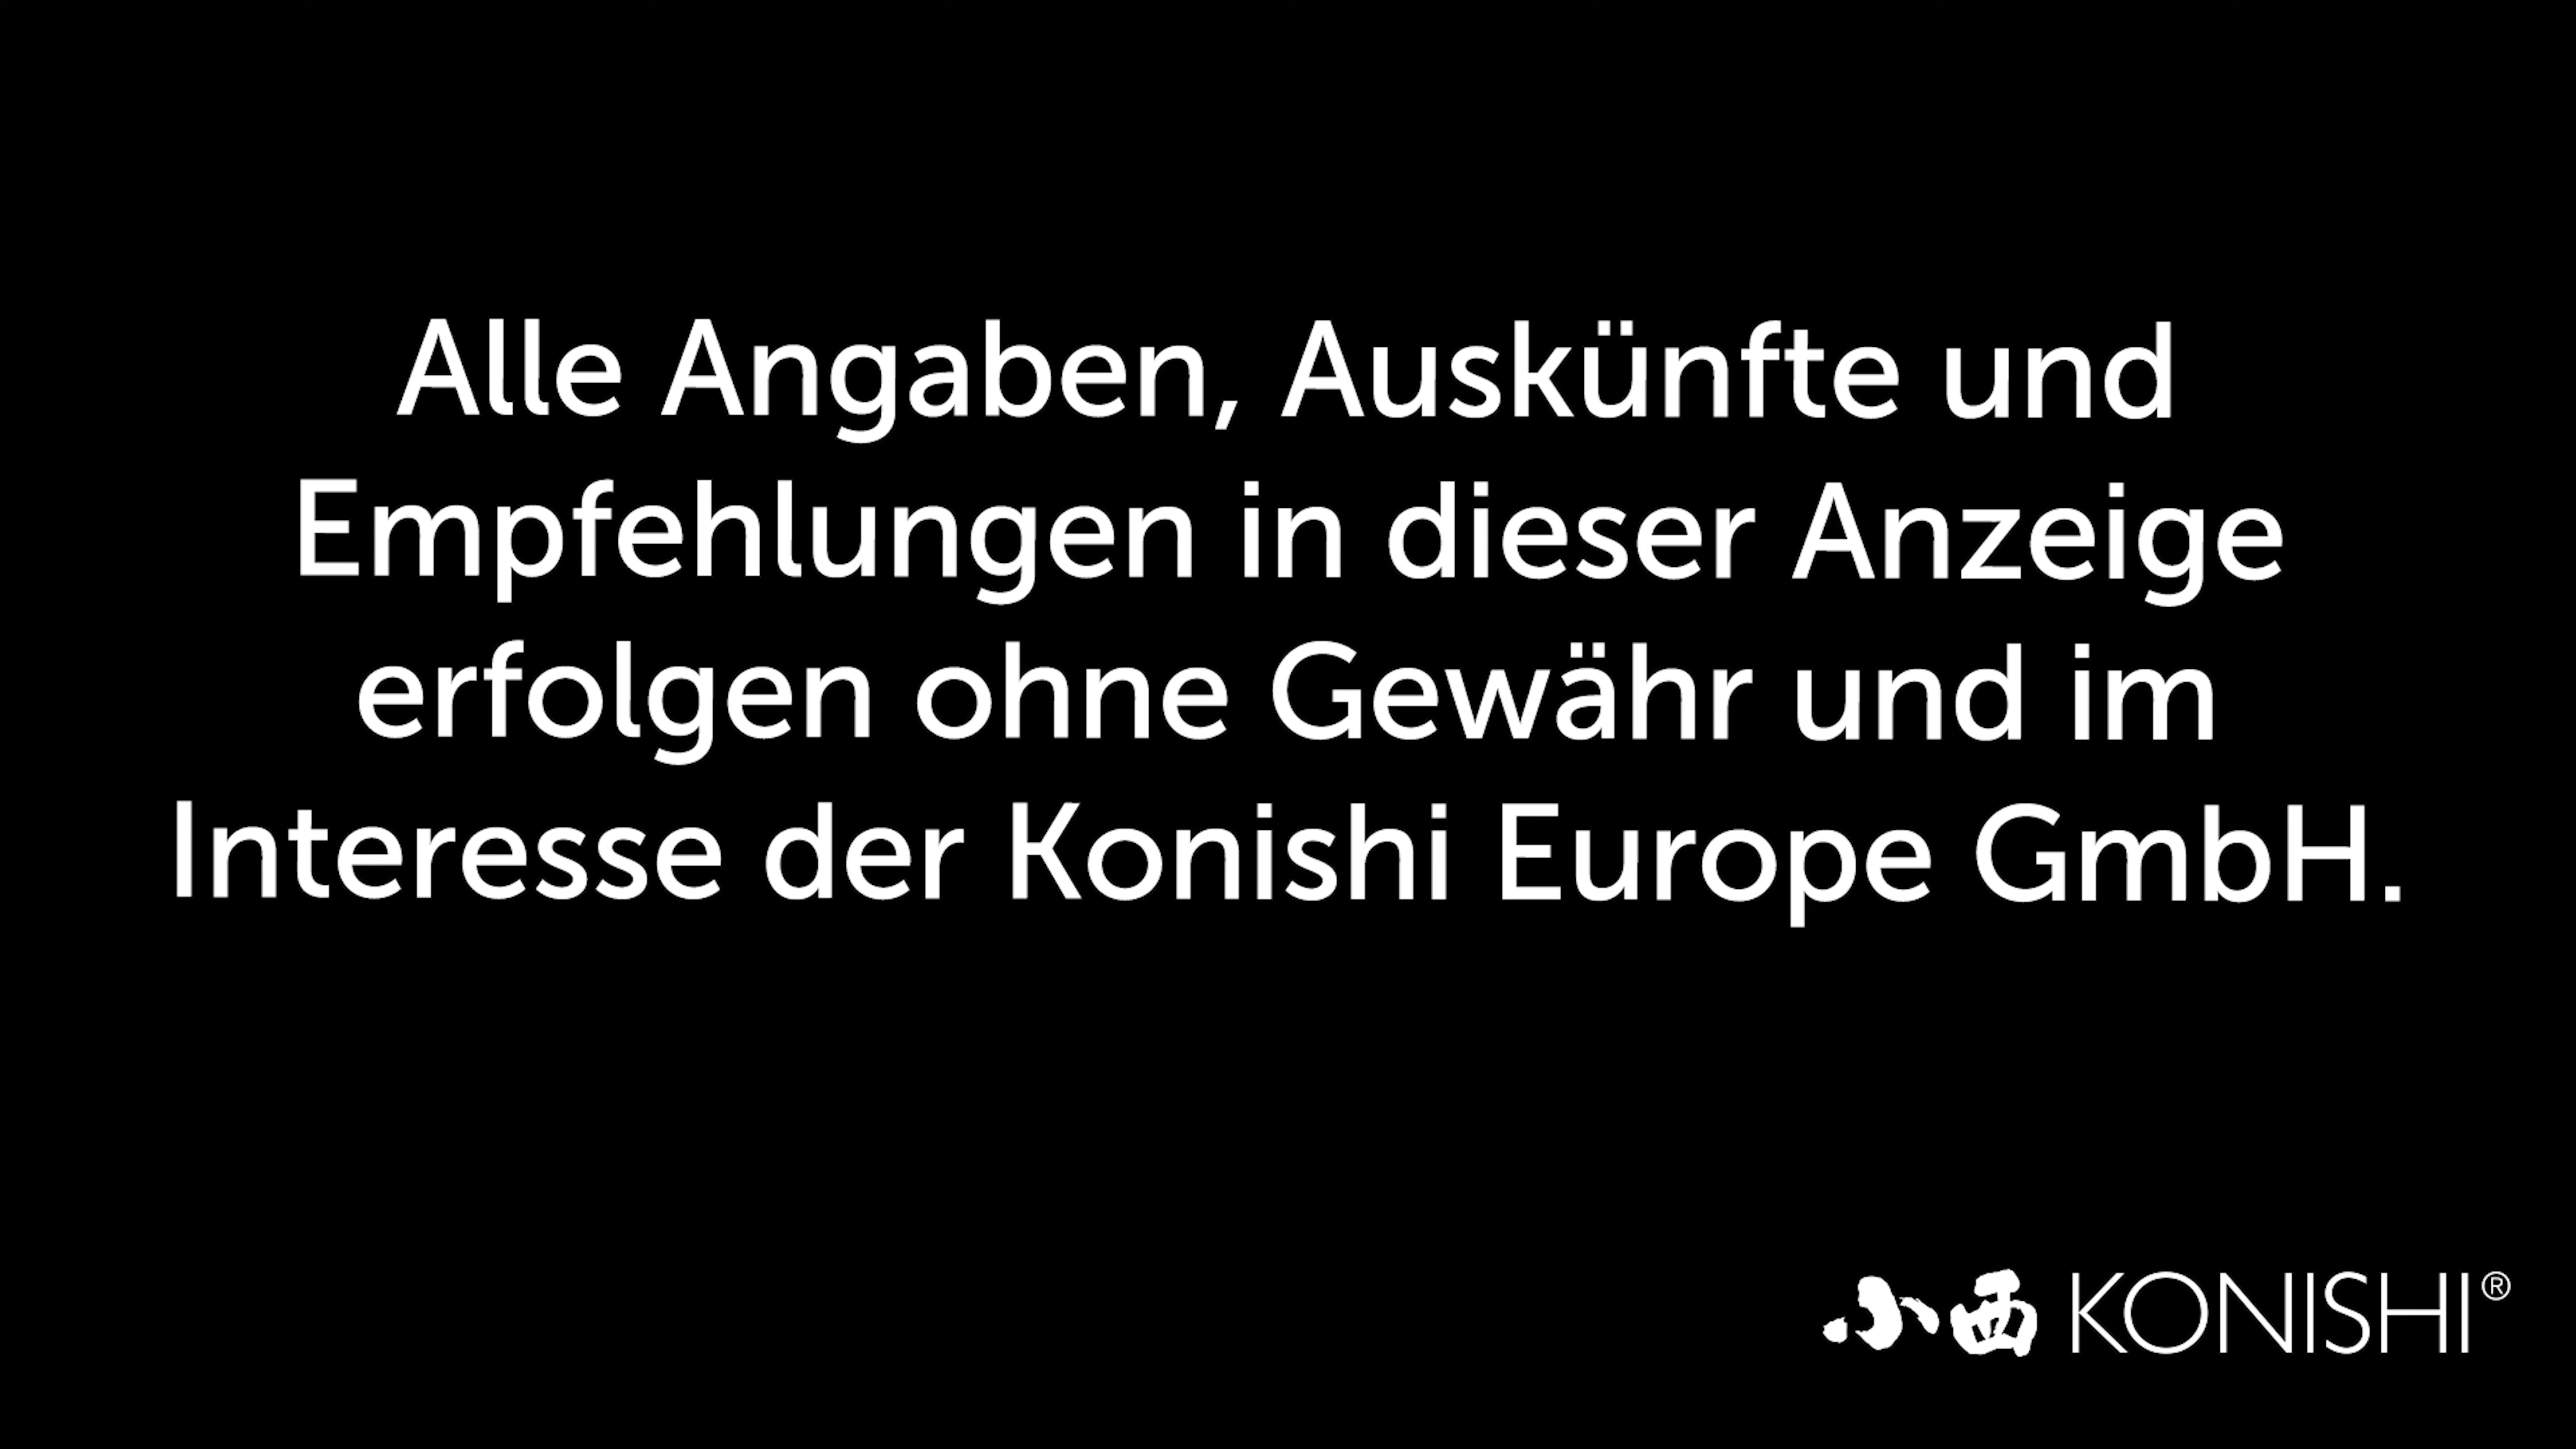 Alle Angaben, Auskünfte und
Empfehlungen in dieser Anzeige
erfolgen ohne Gewähr und im
Interesse der Konishi Europe GmbH.
小西 KONISHI®